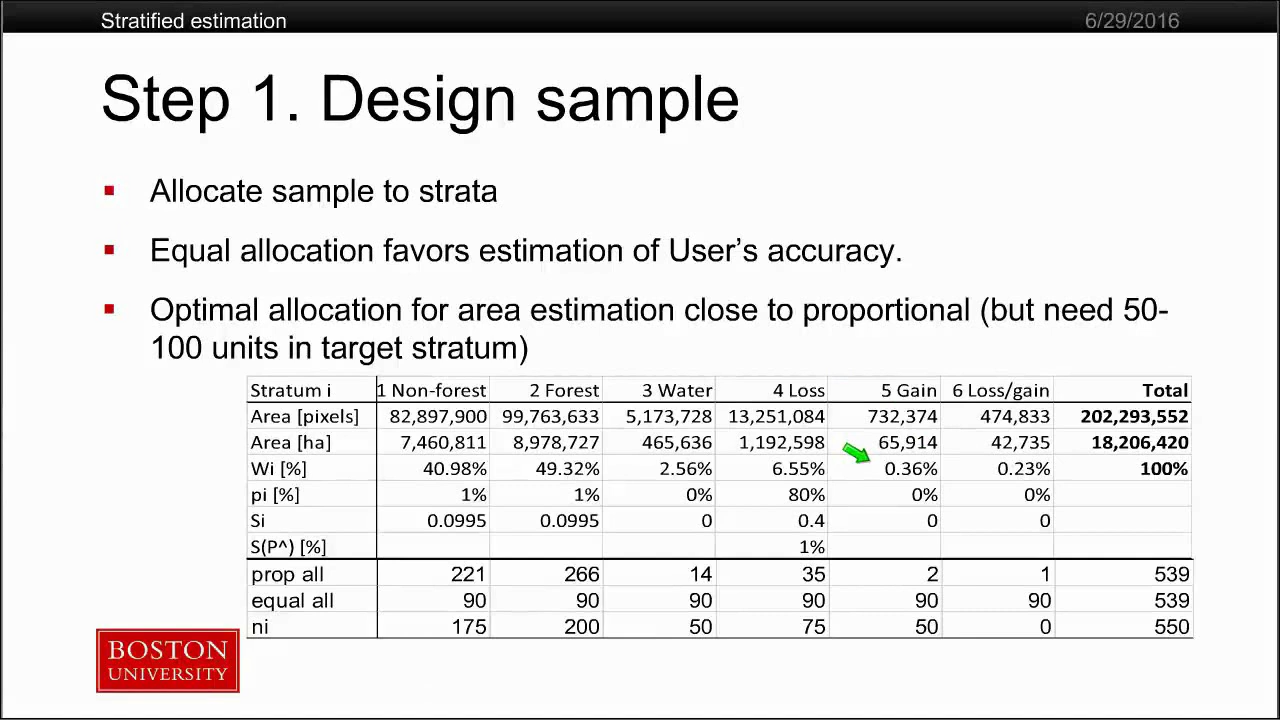 Stratified estimation 6/29/2016
Step 1. Design sample
▪ Allocate sample to strata
▪ Equal allocation favors estimation of User's accuracy.
▪ Optimal allocation for area estimation close to proportional (but need 50-
100 units in target stratum)
Stratum i 1 Non-forest 2 Forest 3 Water 4 Loss 5 Gain 6 Loss/gain Total
Area [pixels] 82,897,900 99,763,633 5,173,728 13,251,084 732,374 474,833 202,293,552
Area [ha] 7,460,811 8,978,727 465,636 1,192,598 65,914 42,735 18,206,420
Wi [%] 40.98% 49.32% 2.56% 6.55% 0.36% 0.23% 100%
pi [%] 1% 1% 0% 80% 0% 0%
Si 0.0995 0.0995 0 0.4 0 0
S(P^) [%] 1%
prop all 221 266 14 35 2 1 539
equal all 90 90 90 90 90 90 539
ni 175 200 50 75 50 0 550
BOSTON
UNIVERSITY